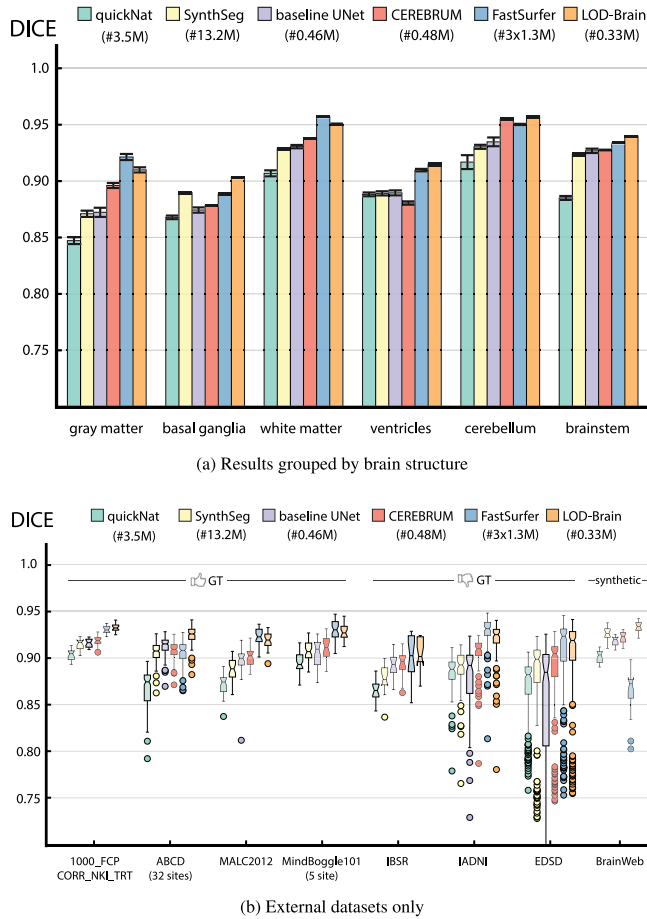 DICE
quickNat SynthSeg baseline UNet CEREBRUM FastSurfer LOD-Brain
(#3.5M) (#13.2M) (#0.46M) (#0.48M) (#3x1.3M) (#0.33M)
1.0
0.95
0.90
0.85
0.80
0.75
gray matter basal ganglia white matter ventricles cerebellum brainstem
(a) Results grouped by brain structure
DICE
quickNat SynthSeg baseline UNet CEREBRUM FastSurfer LOD-Brain
(#3.5M) (#13.2M) (#0.46M) (#0.48M) (#3x1.3M) (#0.33M)
1.0
GT GT synthetic
0.95
0.90
0.85
0.80
0.75
1000_FCP ABCD MALC2012 MindBoggle101 IBSR IADNI EDSD BrainWeb
CORR_NKI_TRT (32 sites) (5 site)
(b) External datasets only